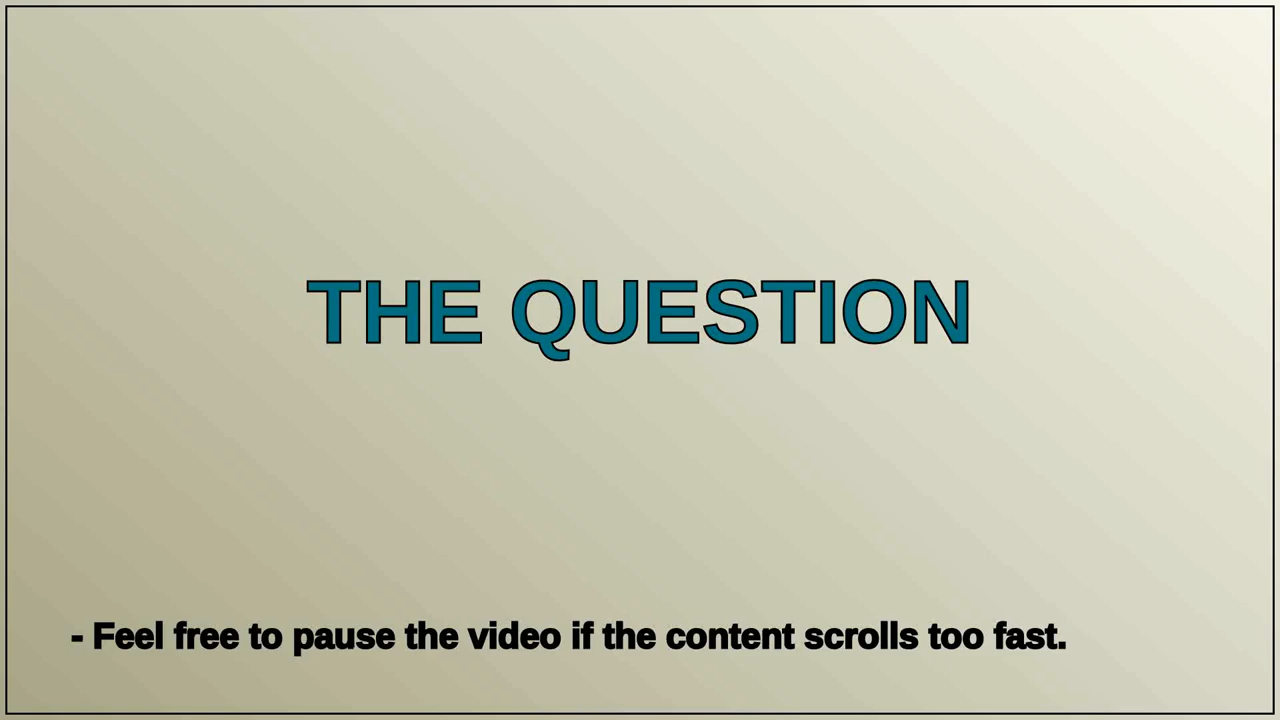 THE QUESTION
- Feel free to pause the video if the content scrolls too fast.